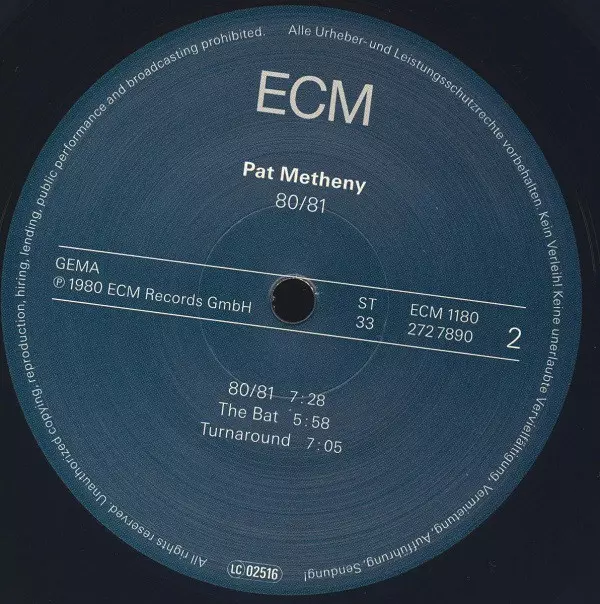 ECM
Pat Metheny
80/81
GEMA
℗ 1980 ECM Records GmbH
ST
33
ECM 1180
272 7890
2
80/81 7:28
The Bat 5:58
Turnaround 7:05
Alle Urheber- und Leistungsschutzrechte vorbehalten. Kein Verleih! Keine unerlaubte Vervielfältigung, Vermietung, Aufführung, Sendung!
LC 02516
All rights reserved. Unauthorized copying, reproduction, hiring, lending, public performance and broadcasting prohibited.